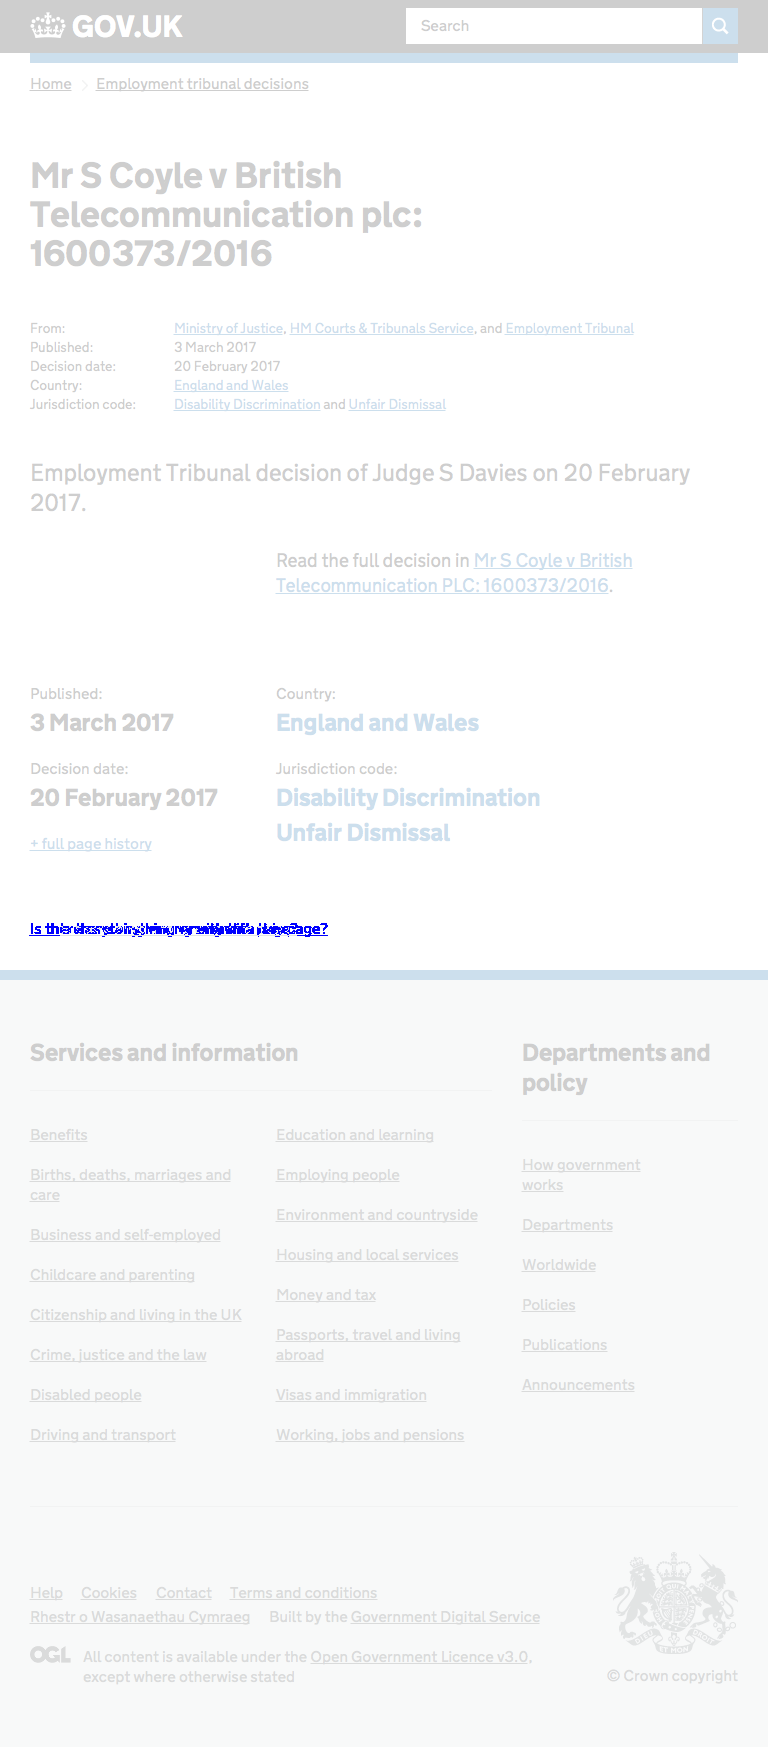 GOV.UK
Search
Home Employment tribunal decisions
Mr S Coyle v British
Telecommunication plc:
1600373/2016
From: Ministry of Justice, HM Courts & Tribunals Service, and Employment Tribunal
Published: 3 March 2017
Decision date: 20 February 2017
Country: England and Wales
Jurisdiction code: Disability Discrimination and Unfair Dismissal
Employment Tribunal decision of Judge S Davies on 20 February
2017.
Read the full decision in Mr S Coyle v British
Telecommunication PLC: 1600373/2016.
Published:
3 March 2017
Decision date:
20 February 2017
+ full page history
Country:
England and Wales
Jurisdiction code:
Disability Discrimination
Unfair Dismissal
Is
Services and information
Benefits
Births, deaths, marriages and
care
Business and self-employed
Childcare and parenting
Citizenship and living in the UK
Crime, justice and the law
Disabled people
Driving and transport
Education and learning
Employing people
Environment and countryside
Housing and local services
Money and tax
Passports, travel and living
abroad
Visas and immigration
Working, jobs and pensions
Departments and
policy
How government
works
Departments
Worldwide
Policies
Publications
Announcements
Help Cookies Contact Terms and conditions
Rhestr o Wasanaethau Cymraeg Built by the Government Digital Service
OGL All content is available under the Open Government Licence v3.0,
except where otherwise stated
© Crown copyright